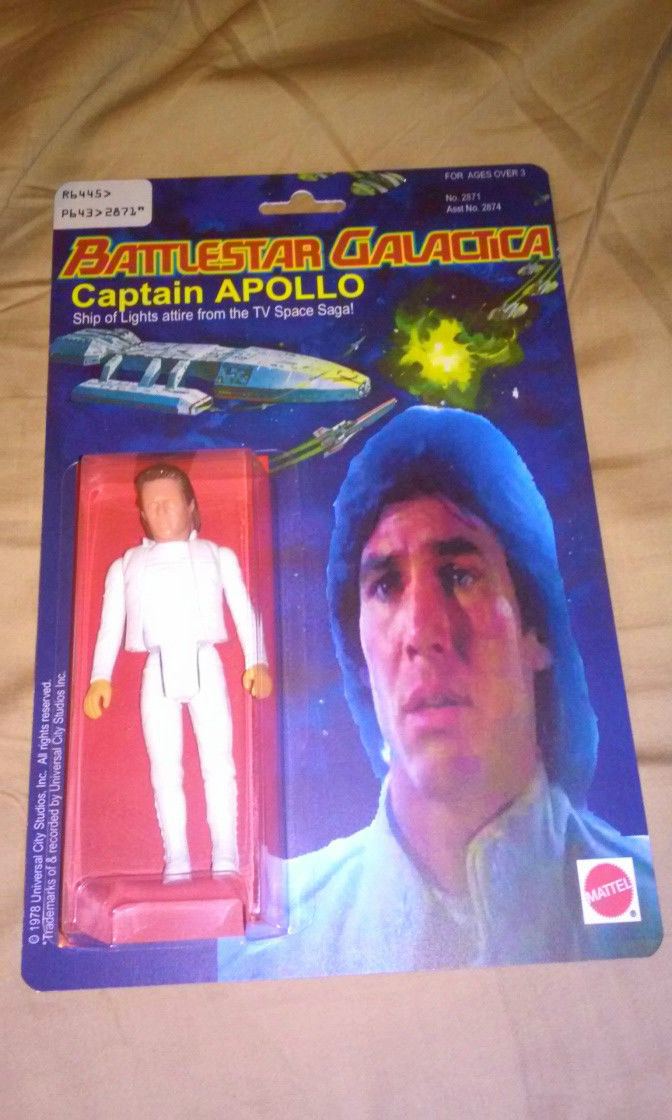 R6445>
P643>2871"
FOR AGES OVER 3
No. 2871
Asst No. 2874
BATTLESTAR GALACTICA
Captain APOLLO
Ship of Lights attire from the TV Space Saga!
© 1978 Universal City Studios, Inc. All rights reserved.
*Trademarks of & recorded by Universal City Studios Inc.
MATTEL
®